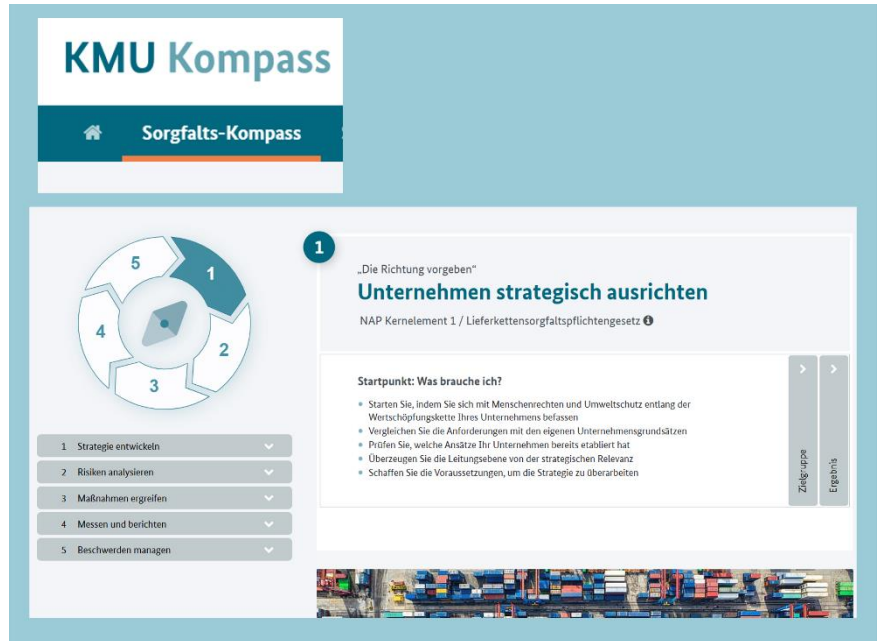 KMU Kompass
Sorgfalts-Kompass
5
1
4
2
3
1 Strategie entwickeln
2 Risiken analysieren
3 Maßnahmen ergreifen
4 Messen und berichten
5 Beschwerden managen
1
„Die Richtung vorgeben“
Unternehmen strategisch ausrichten
NAP Kernelement 1 / Lieferkettensorgfaltspflichtengesetz
Startpunkt: Was brauche ich?
Starten Sie, indem Sie sich mit Menschenrechten und Umweltschutz entlang der
Wertschöpfungskette Ihres Unternehmens befassen
Vergleichen Sie die Anforderungen mit den eigenen Unternehmensgrundsätzen
Prüfen Sie, welche Ansätze Ihr Unternehmen bereits etabliert hat
Überzeugen Sie die Leitungsebene von der strategischen Relevanz
Schaffen Sie die Voraussetzungen, um die Strategie zu überarbeiten
Zielgruppe
Ergebnis